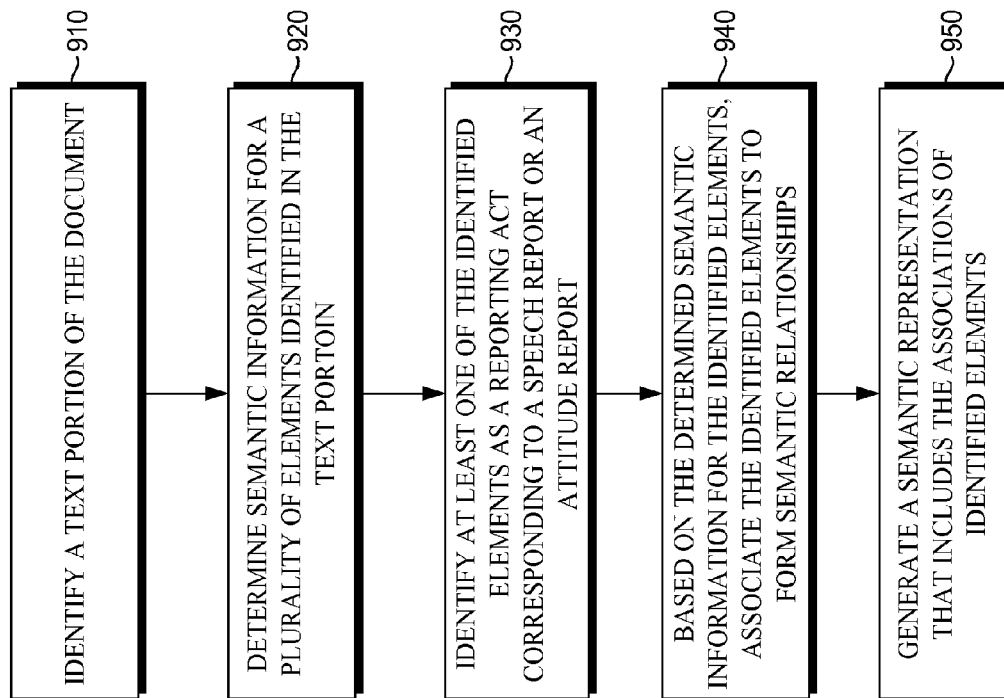 910
IDENTIFY A TEXT PORTION OF THE DOCUMENT
920
DETERMINE SEMANTIC INFORMATION FOR A
PLURALITY OF ELEMENTS IDENTIFIED IN THE
TEXT PORTOIN
930
IDENTIFY AT LEAST ONE OF THE IDENTIFIED
ELEMENTS AS A REPORTING ACT
CORRESPONDING TO A SPEECH REPORT OR AN
ATTITUDE REPORT
940
BASED ON THE DETERMINED SEMANTIC
INFORMATION FOR THE IDENTIFIED ELEMENTS,
ASSOCIATE THE IDENTIFIED ELEMENTS TO
FORM SEMANTIC RELATIONSHIPS
950
GENERATE A SEMANTIC REPRESENTATION
THAT INCLUDES THE ASSOCIATIONS OF
IDENTIFIED ELEMENTS